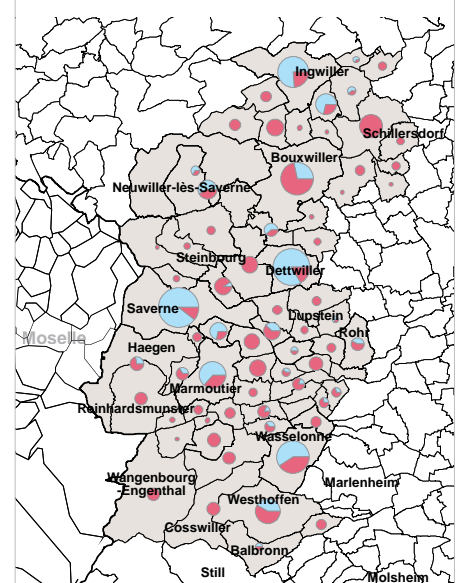 Ingwiller
Schillersdorf
Bouxwiller
Neuwiller-lès-Saverne
Steinbourg
Dettwiller
Saverne
Lupstein
Moselle
Rohr
Haegen
Marmoutier
Reinhardsmunster
Wasselonne
Wangenbourg
-Engenthal
Marlenheim
Westhoffen
Cosswiller
Balbronn
Still
Molsheim